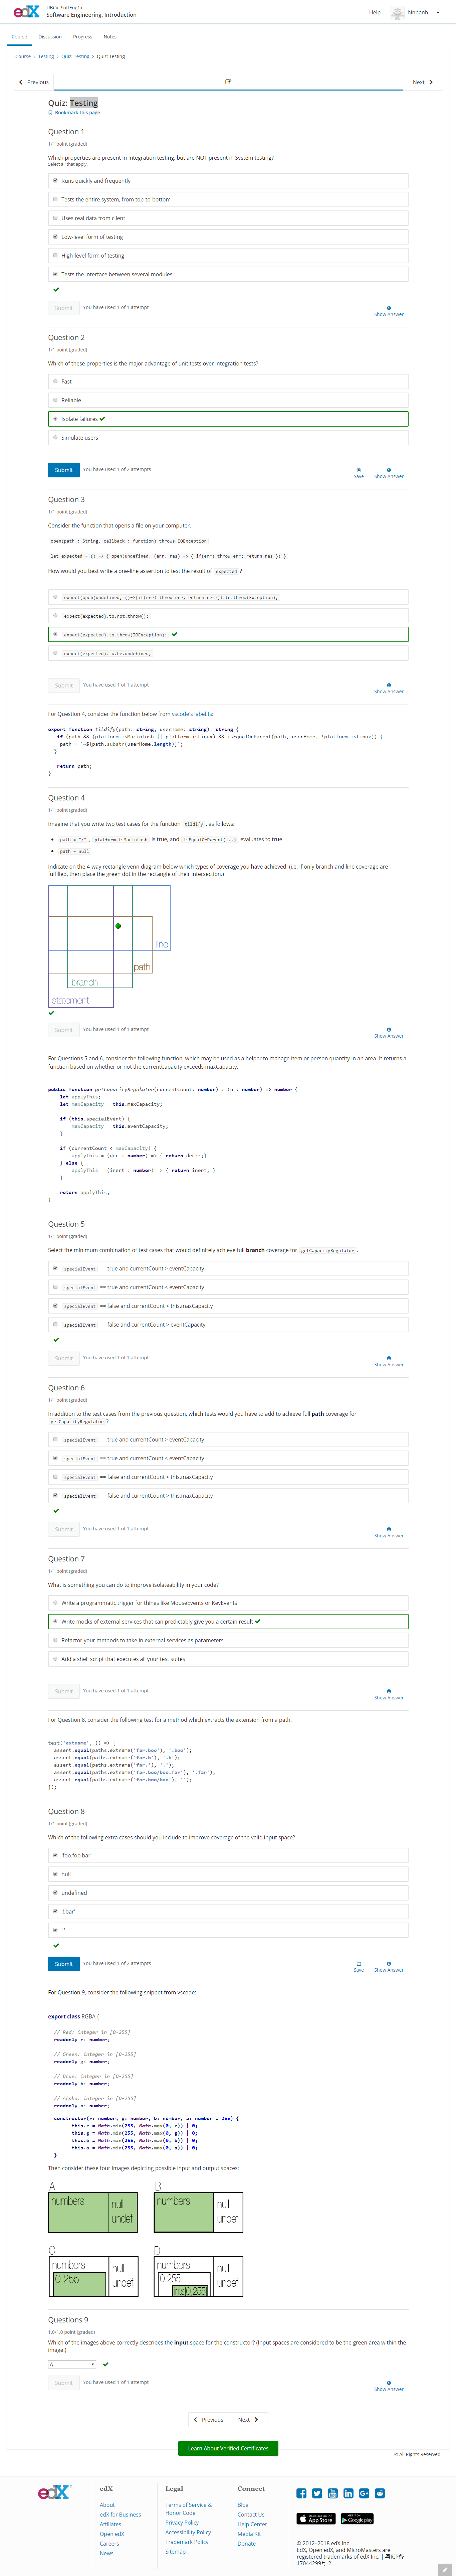 edX
UBCx: SoftEng1x
Software Engineering: Introduction
Help
hinbanh
Course
Discussion
Progress
Notes
Course > Testing > Quiz: Testing > Quiz: Testing
Previous
Next
Quiz: Testing
Bookmark this page
Question 1
1/1 point (graded)
Which properties are present in integration testing, but are NOT present in System testing?
Select all that apply.
Runs quickly and frequently
Tests the entire system, from top-to-bottom
Uses real data from client
Low-level form of testing
High-level form of testing
Tests the interface between several modules
Submit
You have used 1 of 1 attempt
Show Answer
Question 2
1/1 point (graded)
Which of these properties is the major advantage of unit tests over integration tests?
Fast
Reliable
Isolate failures
Simulate users
Submit
You have used 1 of 2 attempts
Save
Show Answer
Question 3
1/1 point (graded)
Consider the function that opens a file on your computer.
open(path : String, callback : function) throws IOException
let expected = () => { open(undefined, (err, res) => { if(err) throw err; return res }) }
How would you best write a one-line assertion to test the result of expected ?
expect(open(undefined, ()=>{if(err) throw err; return res})).to.throw(Exception);
expect(expected).to.not.throw();
expect(expected).to.throw(IOException);
expect(expected).to.be.undefined;
Submit
You have used 1 of 1 attempt
Show Answer
For Question 4, consider the function below from vscode's label.ts:
export function tildify(path: string, userHome: string): string {
if (path && (platform.isMacintosh || platform.isLinux) && isEqualOrParent(path, userHome, !platform.isLinux)) {
path = `~${path.substr(userHome.length)}`;
}
return path;
}
Question 4
1/1 point (graded)
Imagine that you write two test cases for the function tildify , as follows:
path = "/" , platform.isMacintosh is true, and isEqualOrParent(...) evaluates to true
path = null
Indicate on the 4-way rectangle venn diagram below which types of coverage you have achieved. (i.e. if only branch and line coverage are
fulfilled, then place the green dot in the rectangle of their intersection.)
line
path
branch
statement
Submit
You have used 1 of 1 attempt
Show Answer
For Questions 5 and 6, consider the following function, which may be used as a helper to manage item or person quantity in an area. It returns a
function based on whether or not the currentCapacity exceeds maxCapacity.
public function getCapacityRegulator(currentCount: number) : (n : number) => number {
let applyThis;
let maxCapacity = this.maxCapacity;
if (this.specialEvent) {
maxCapacity = this.eventCapacity;
}
if (currentCount < maxCapacity) {
applyThis = (dec : number) => { return dec--;}
} else {
applyThis = (inert : number) => { return inert; }
}
return applyThis;
}
Question 5
1/1 point (graded)
Select the minimum combination of test cases that would definitely achieve full branch coverage for getCapacityRegulator .
specialEvent == true and currentCount > eventCapacity
specialEvent == true and currentCount < eventCapacity
specialEvent == false and currentCount < this.maxCapacity
specialEvent == false and currentCount > eventCapacity
Submit
You have used 1 of 1 attempt
Show Answer
Question 6
1/1 point (graded)
In addition to the test cases from the previous question, which tests would you have to add to achieve full path coverage for
getCapacityRegulator ?
specialEvent == true and currentCount > eventCapacity
specialEvent == true and currentCount < eventCapacity
specialEvent == false and currentCount < this.maxCapacity
specialEvent == false and currentCount > this.maxCapacity
Submit
You have used 1 of 1 attempt
Show Answer
Question 7
1/1 point (graded)
What is something you can do to improve isolateability in your code?
Write a programmatic trigger for things like MouseEvents or KeyEvents
Write mocks of external services that can predictably give you a certain result
Refactor your methods to take in external services as parameters
Add a shell script that executes all your test suites
Submit
You have used 1 of 1 attempt
Show Answer
For Question 8, consider the following test for a method which extracts the extension from a path.
test('extname', () => {
assert.equal(paths.extname('far.boo'), '.boo');
assert.equal(paths.extname('far.b'), '.b');
assert.equal(paths.extname('far.'), '.');
assert.equal(paths.extname('far.boo/boo.far'), '.far');
assert.equal(paths.extname('far.boo/boo'), '');
});
Question 8
1/1 point (graded)
Which of the following extra cases should you include to improve coverage of the valid input space?
'foo.foo.bar'
null
undefined
'!.bar'
' '
Submit
You have used 1 of 2 attempts
Save
Show Answer
For Question 9, consider the following snippet from vscode:
export class RGBA {
// Red: integer in [0-255]
readonly r: number;
// Green: integer in [0-255]
readonly g: number;
// Blue: integer in [0-255]
readonly b: number;
// Alpha: integer in [0-255]
readonly a: number;
constructor(r: number, g: number, b: number, a: number = 255) {
this.r = Math.min(255, Math.max(0, r)) | 0;
this.g = Math.min(255, Math.max(0, g)) | 0;
this.b = Math.min(255, Math.max(0, b)) | 0;
this.a = Math.min(255, Math.max(0, a)) | 0;
}
Then consider these four images depicting possible input and output spaces:
A
numbers
null
undef
B
numbers
null
undef
C
numbers
0-255
null
undef
D
numbers
0-255
ints[0,255]
null
undef
Questions 9
1.0/1.0 point (graded)
Which of the images above correctly describes the input space for the constructor? (Input spaces are considered to be the green area within the
image.)
A
Submit
You have used 1 of 1 attempt
Show Answer
Previous
Next
Learn About Verified Certificates
© All Rights Reserved
edX
edX
About
edX for Business
Affiliates
Open edX
Careers
News
Legal
Terms of Service &
Honor Code
Privacy Policy
Accessibility Policy
Trademark Policy
Sitemap
Connect
Blog
Contact Us
Help Center
Media Kit
Donate
App Store
Google play
© 2012–2018 edX Inc.
EdX, Open edX, and MicroMasters are
registered trademarks of edX Inc. | 粤ICP备
17044299号-2